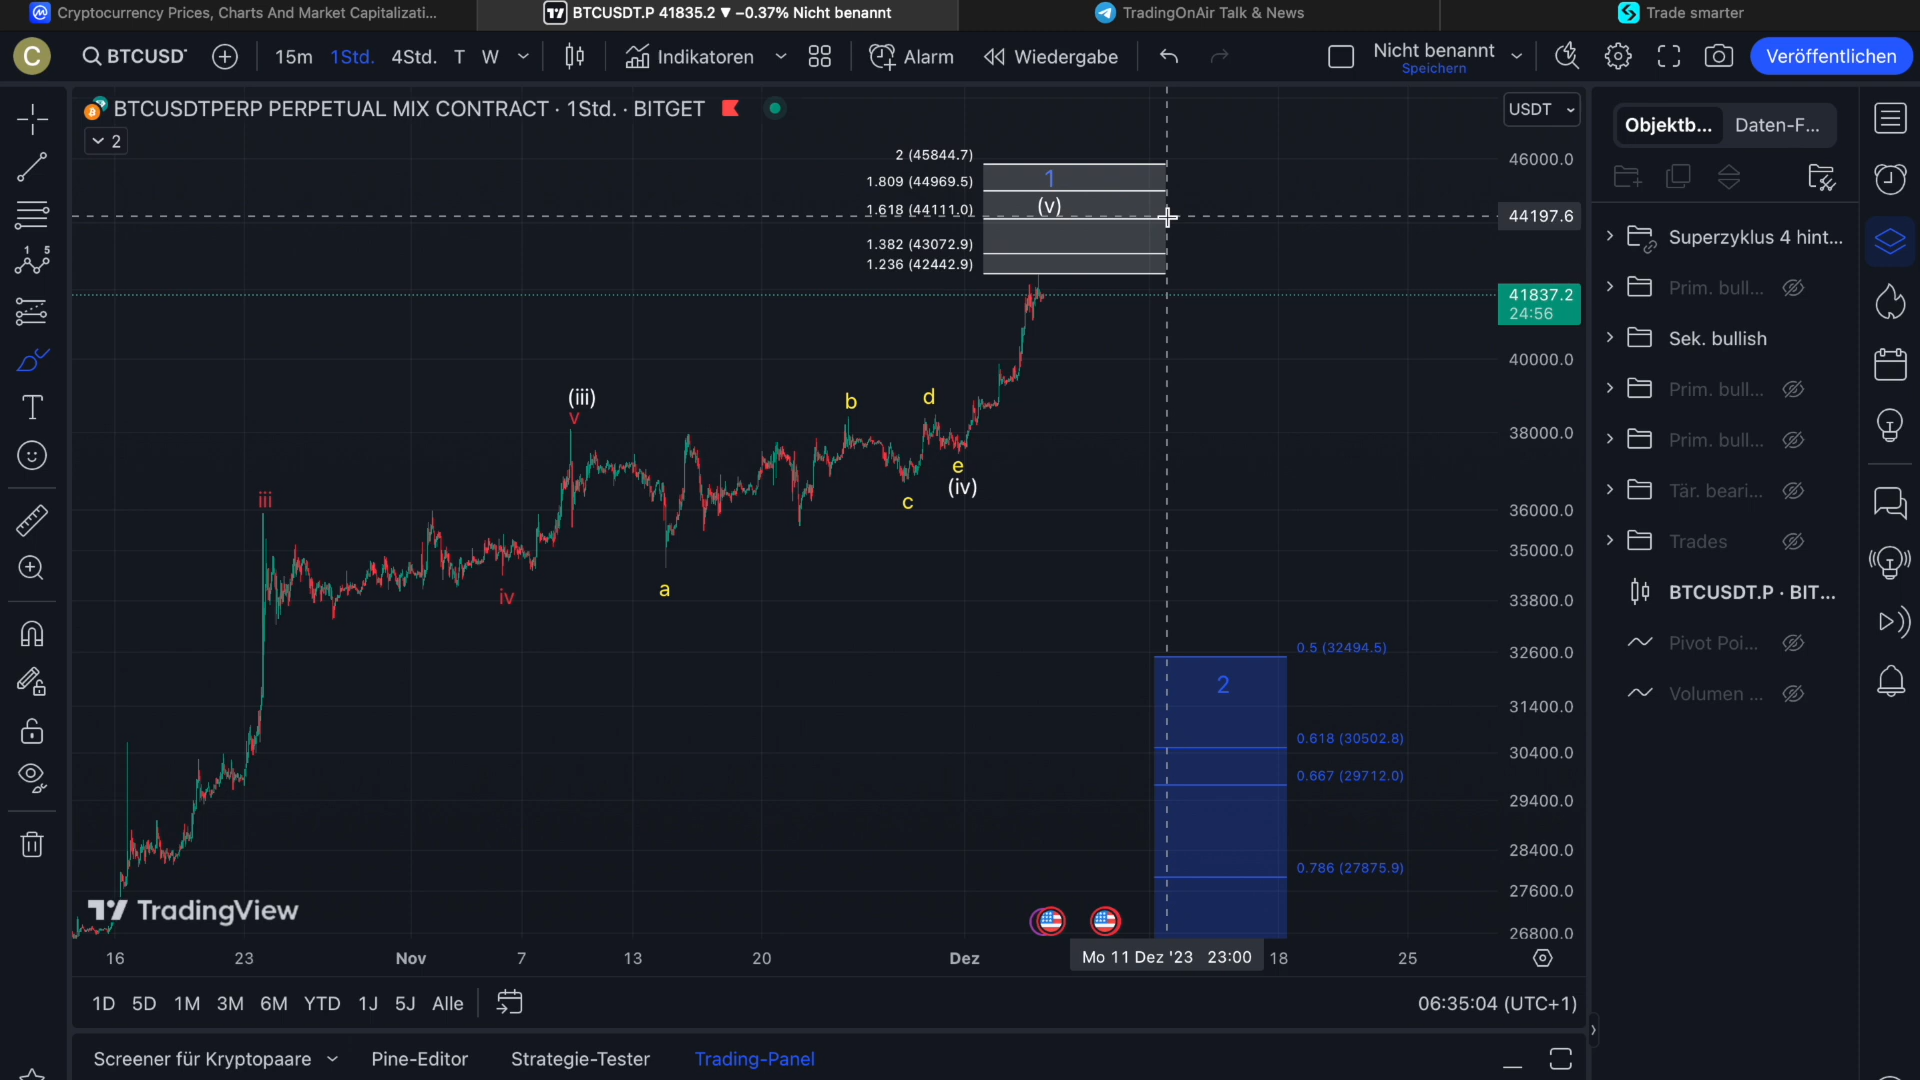 Cryptocurrency Prices, Charts And Market Capitalizati...
BTCUSDT.P 41835.2 ▼ −0.37% Nicht benannt
TradingOnAir Talk & News
Trade smarter
C
BTCUSDT
15m 1Std. 4Std. T W
Indikatoren
Alarm
Wiedergabe
Nicht benannt
Speichern
Veröffentlichen
BTCUSDTPERP PERPETUAL MIX CONTRACT · 1Std. · BITGET
2
USDT
Objektb...
Daten-F...
2 (45844.7)
1.809 (44969.5)
1.618 (44111.0)
1.382 (43072.9)
1.236 (42442.9)
1
(v)
46000.0
44197.6
41837.2
24:56
40000.0
38000.0
36000.0
35000.0
33800.0
32600.0
31400.0
30400.0
29400.0
28400.0
27600.0
26800.0
iii
iv
(iii)
v
a
b
c
d
e
(iv)
0.5 (32494.5)
2
0.618 (30502.8)
0.667 (29712.0)
0.786 (27875.9)
Superzyklus 4 hint...
Prim. bull...
Sek. bullish
Prim. bull...
Prim. bull...
Tär. beari...
Trades
BTCUSDT.P · BIT...
Pivot Poi...
Volumen ...
TradingView
16 23 Nov 7 13 20 Dez Mo 11 Dez '23 23:00 18 25
1D 5D 1M 3M 6M YTD 1J 5J Alle
06:35:04 (UTC+1)
Screener für Kryptopaare
Pine-Editor
Strategie-Tester
Trading-Panel